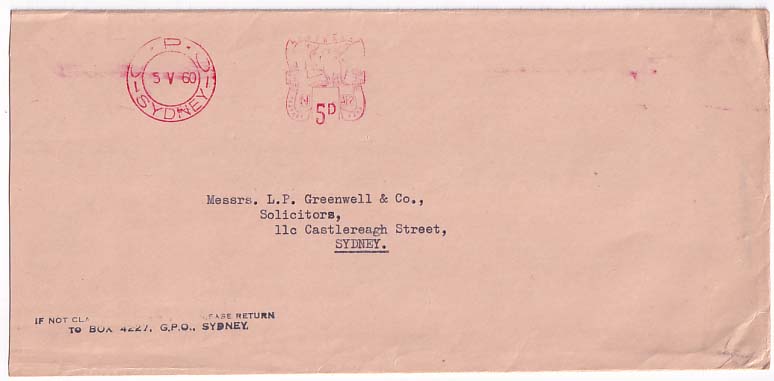 G.P.O.
5 V 60
SYDNEY
5D
Messrs. L.P. Greenwell & Co.,
Solicitors,
11c Castlereagh Street,
SYDNEY.
IF NOT CLA EASE RETURN
TO BOX 4227, G.P.O., SYDNEY.